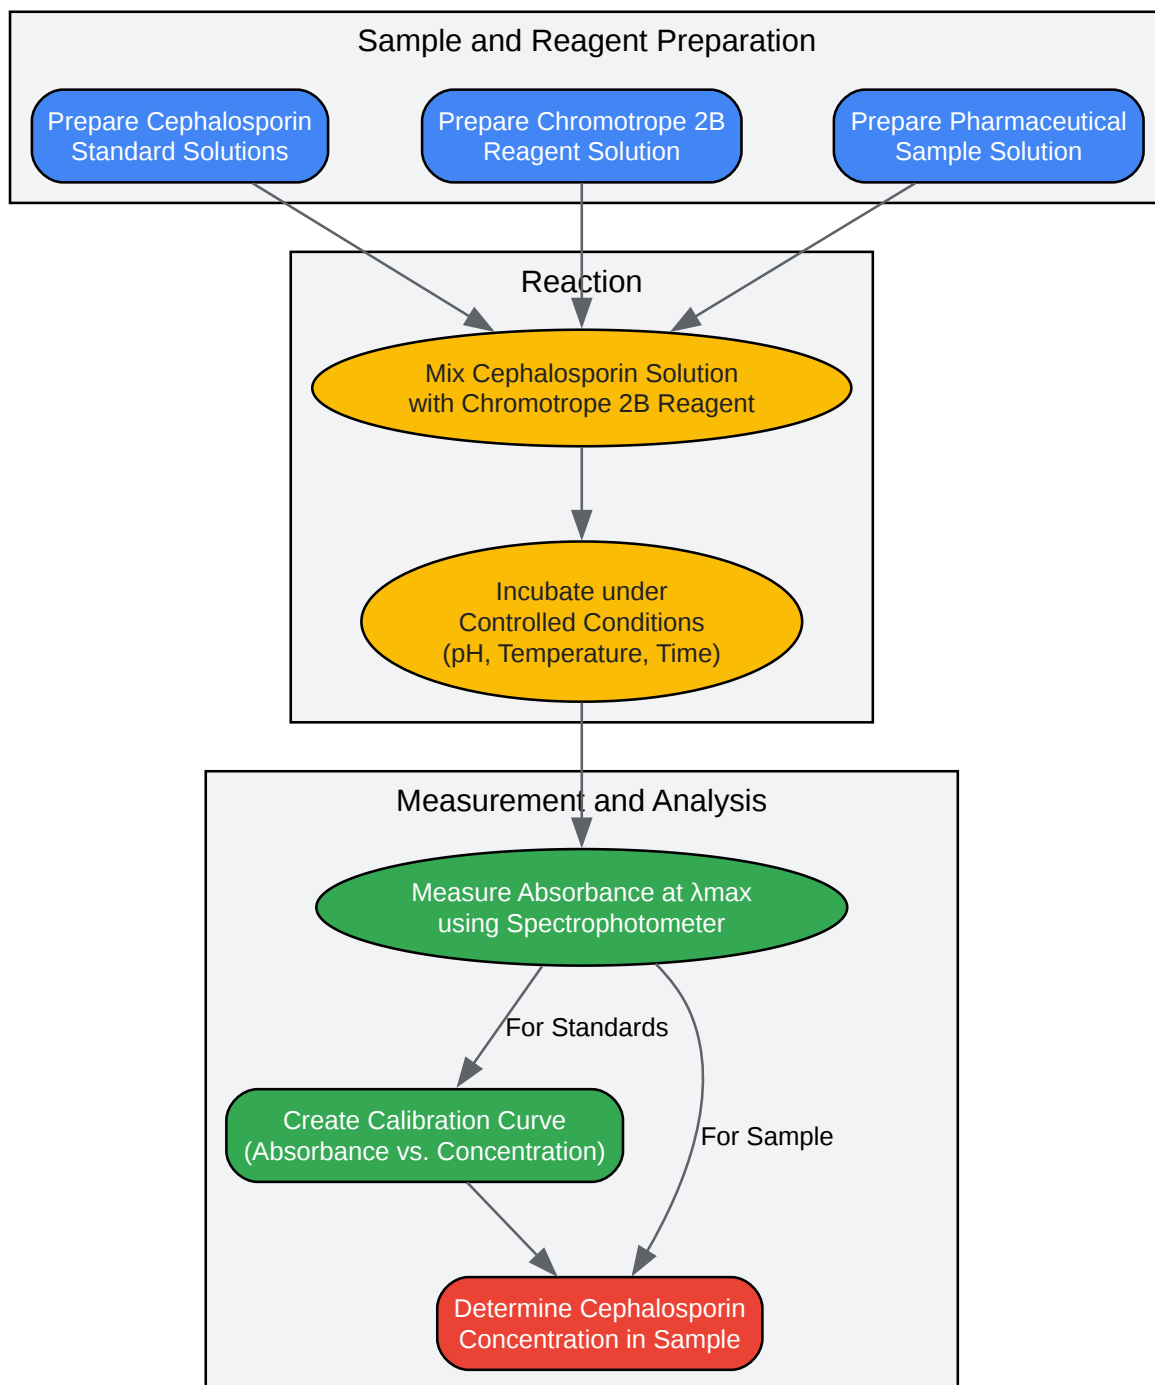 Sample and Reagent Preparation
Prepare Cephalosporin
Standard Solutions
Prepare Chromotrope 2B
Reagent Solution
Prepare Pharmaceutical
Sample Solution
Reaction
Mix Cephalosporin Solution
with Chromotrope 2B Reagent
Incubate under
Controlled Conditions
(pH, Temperature, Time)
Measurement and Analysis
Measure Absorbance at λmax
using Spectrophotometer
For Standards
Create Calibration Curve
(Absorbance vs. Concentration)
For Sample
Determine Cephalosporin
Concentration in Sample